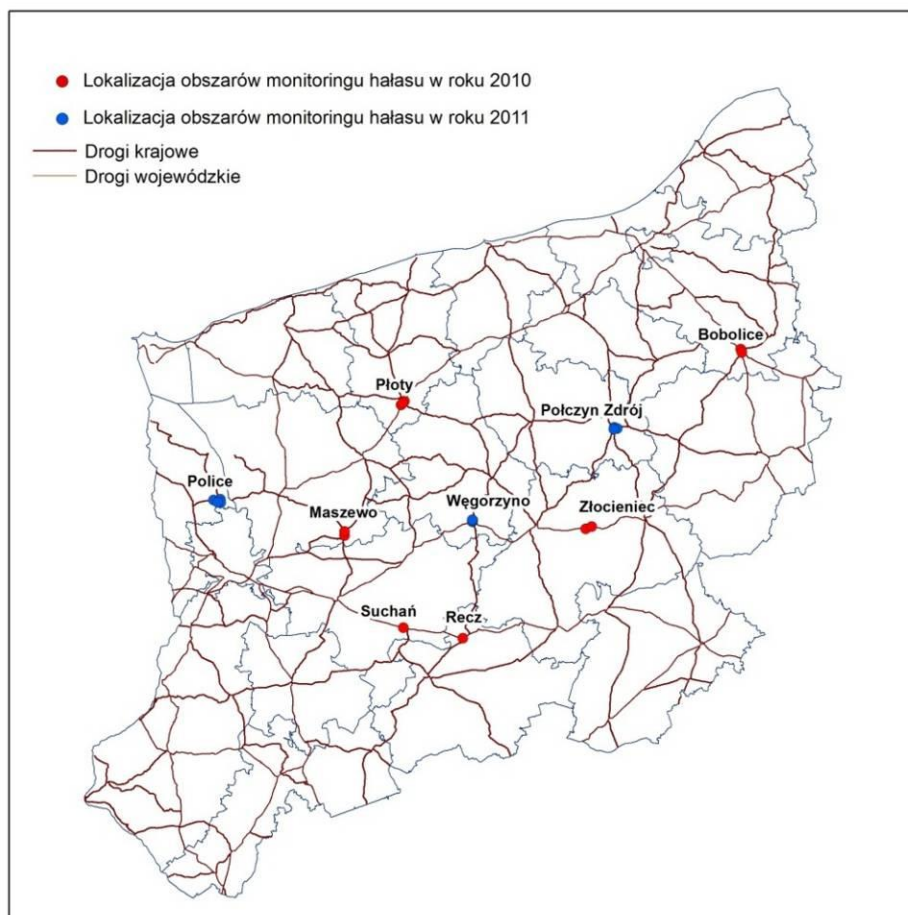 Lokalizacja obszarów monitoringu hałasu w roku 2010
Lokalizacja obszarów monitoringu hałasu w roku 2011
Drogi krajowe
Drogi wojewódzkie
Bobolice
Płoty
Połczyn Zdrój
Police
Węgorzyno
Złocieniec
Maszewo
Suchań
Recz